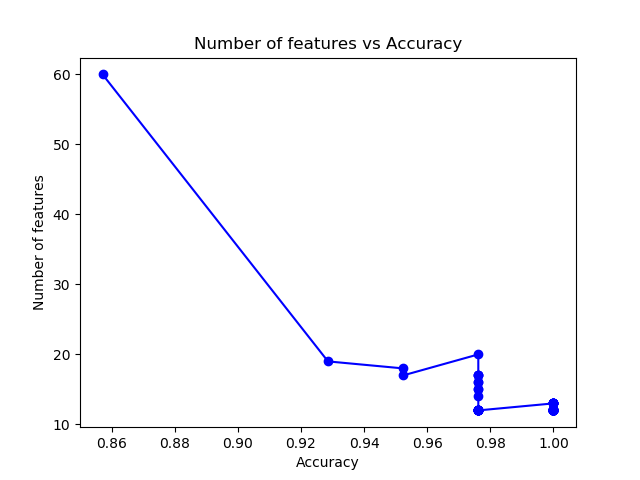 Number of features vs Accuracy
Number of features
60
50
40
30
20
10
0.86 0.88 0.90 0.92 0.94 0.96 0.98 1.00
Accuracy